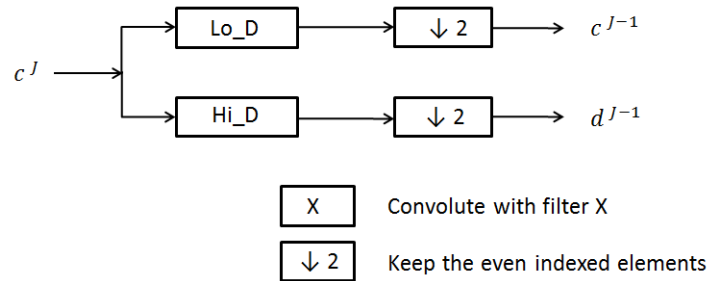 Lo_D
↓ 2
c^{J-1}
c^J
Hi_D
↓ 2
d^{J-1}
X
Convolute with filter X
↓ 2
Keep the even indexed elements